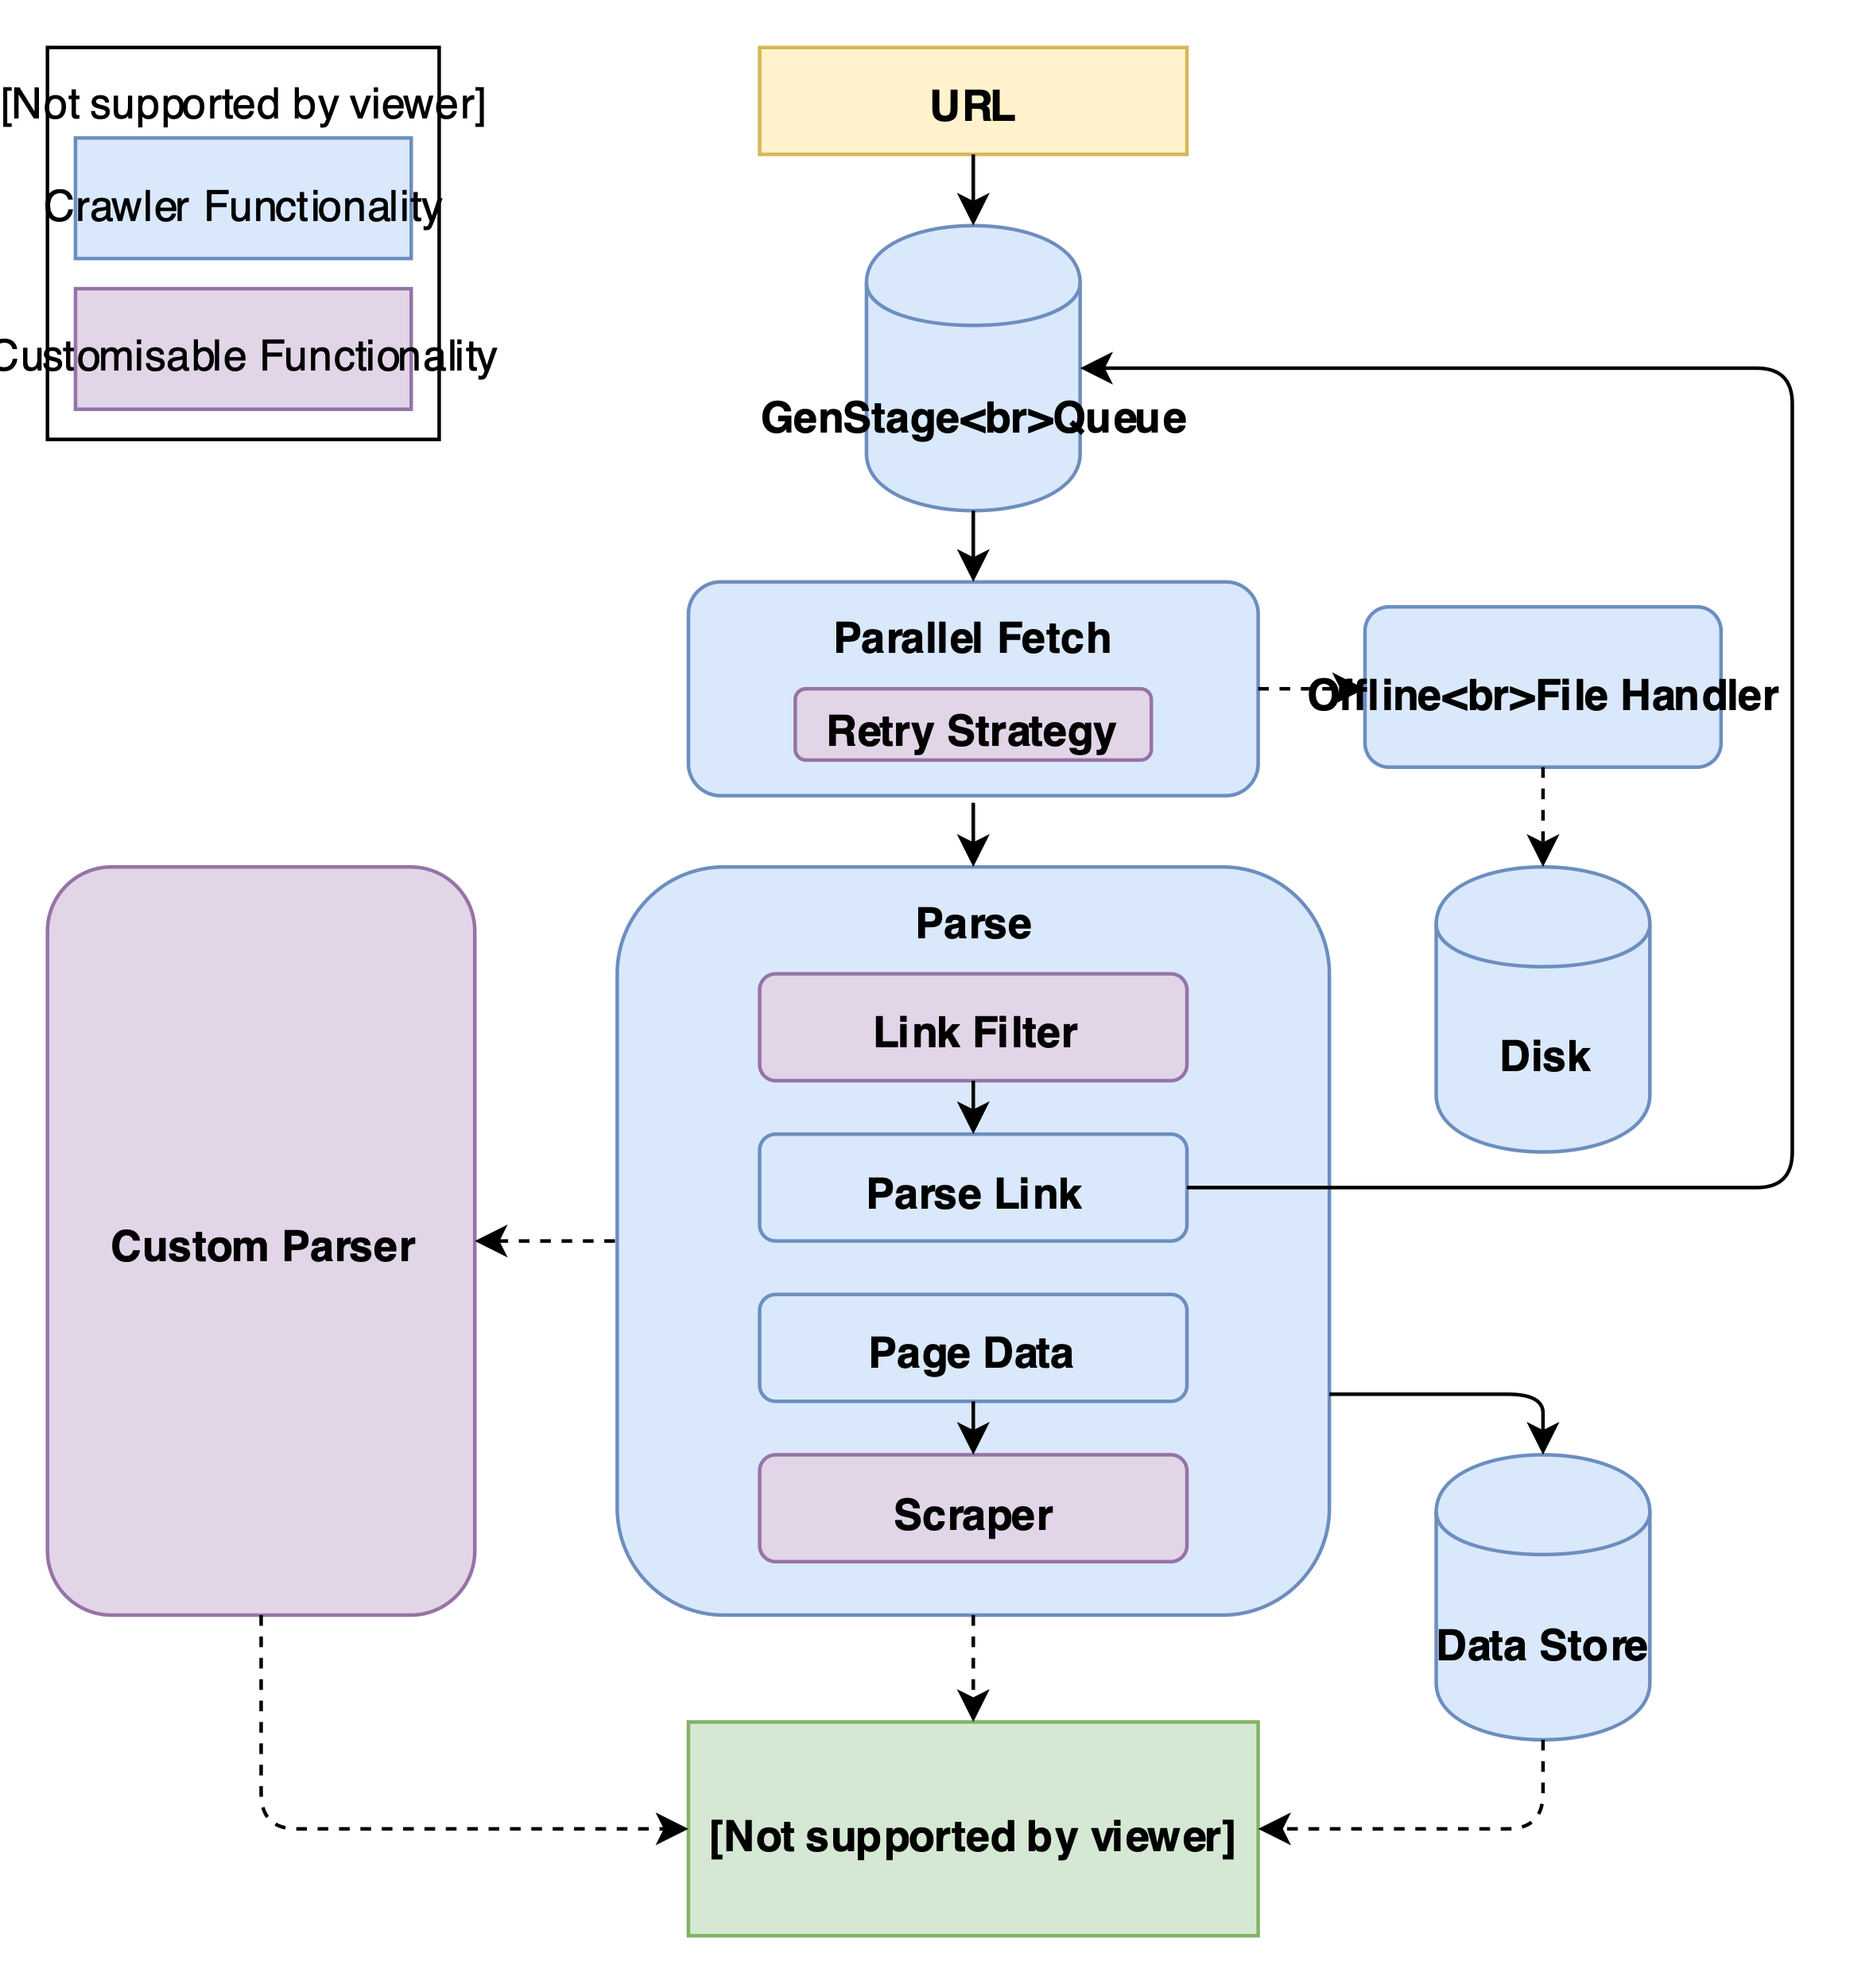 [Not supported by viewer]
Crawler Functionality
Customisable Functionality
URL
GenStage<br>Queue
Parallel Fetch
Retry Strategy
Offline<br>File Handler
Parse
Link Filter
Parse Link
Page Data
Scraper
Custom Parser
Disk
Data Store
[Not supported by viewer]